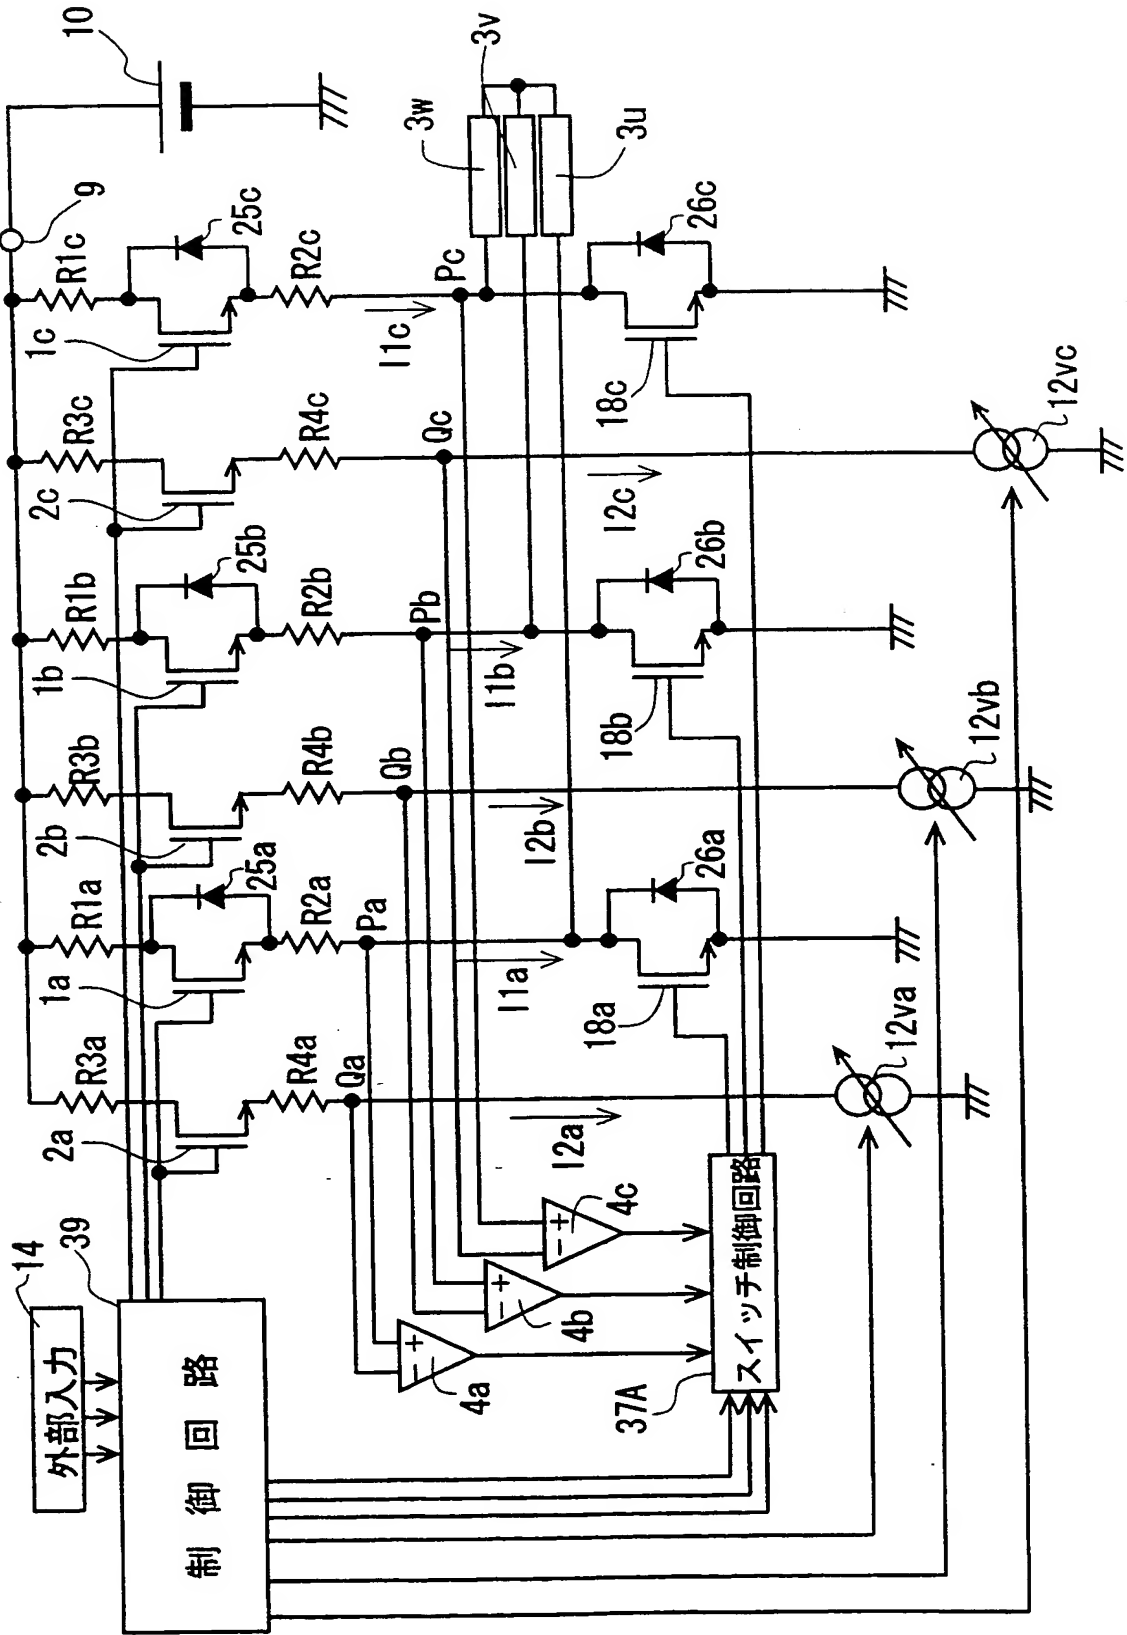 10
9
R1c
25c
1c
R2c
I1c
Pc
3w
3v
3u
26c
18c
R3c
2c
R4c
Qc
I2c
12vc
R1b
25b
1b
R2b
Pb
I1b
26b
18b
R3b
2b
R4b
Qb
I2b
12vb
R1a
25a
1a
R2a
Pa
I1a
26a
18a
R3a
2a
R4a
Qa
I2a
12va
14
外部入力
39
制御回路
+
−
4a
+
−
4b
+
−
4c
スイッチ制御回路
37A